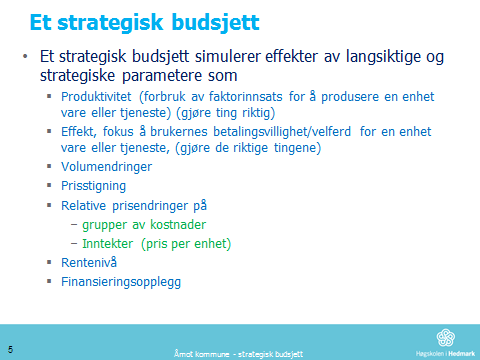 Et strategisk budsjett
• Et strategisk budsjett simulerer effekter av langsiktige og
strategiske parametere som
▪ Produktivitet (forbruk av faktorinnsats for å produsere en enhet
vare eller tjeneste) (gjøre ting riktig)
▪ Effekt, fokus å brukernes betalingsvillighet/velferd for en enhet
vare eller tjeneste, (gjøre de riktige tingene)
▪ Volumendringer
▪ Prisstigning
▪ Relative prisendringer på
– grupper av kostnader
– Inntekter (pris per enhet)
▪ Rentenivå
▪ Finansieringsopplegg
5
Åmot kommune - strategisk budsjett
Høgskolen i Hedmark